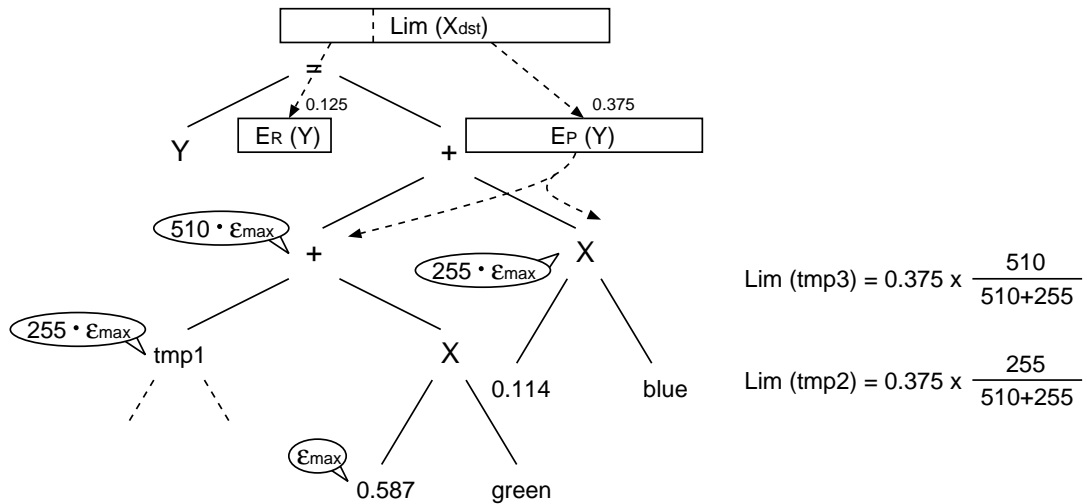 Lim (Xdst)
=
0.125
0.375
Y
ER (Y)
+
EP (Y)
510・εmax
+
255・εmax
X
Lim (tmp3) = 0.375 x 510
510+255
255・εmax
tmp1
X
0.114
blue
Lim (tmp2) = 0.375 x 255
510+255
εmax
0.587
green